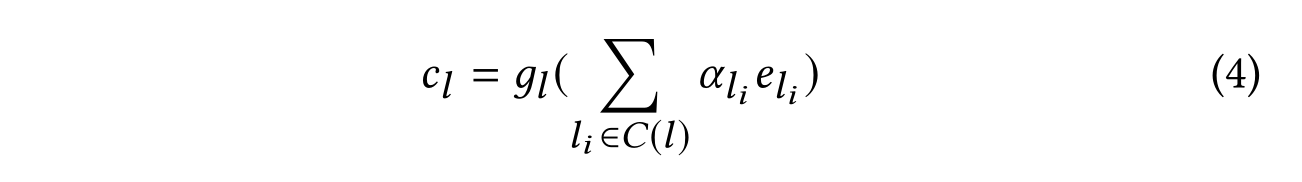 c_l = g_l(∑_{l_i∈C(l)} α_{l_i} e_{l_i}) (4)